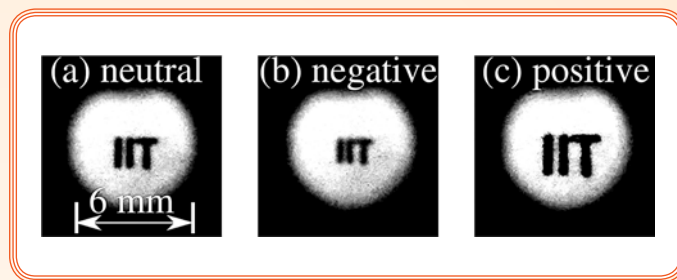 (a) neutral
IIT
6 mm
(b) negative
IIT
(c) positive
IIT